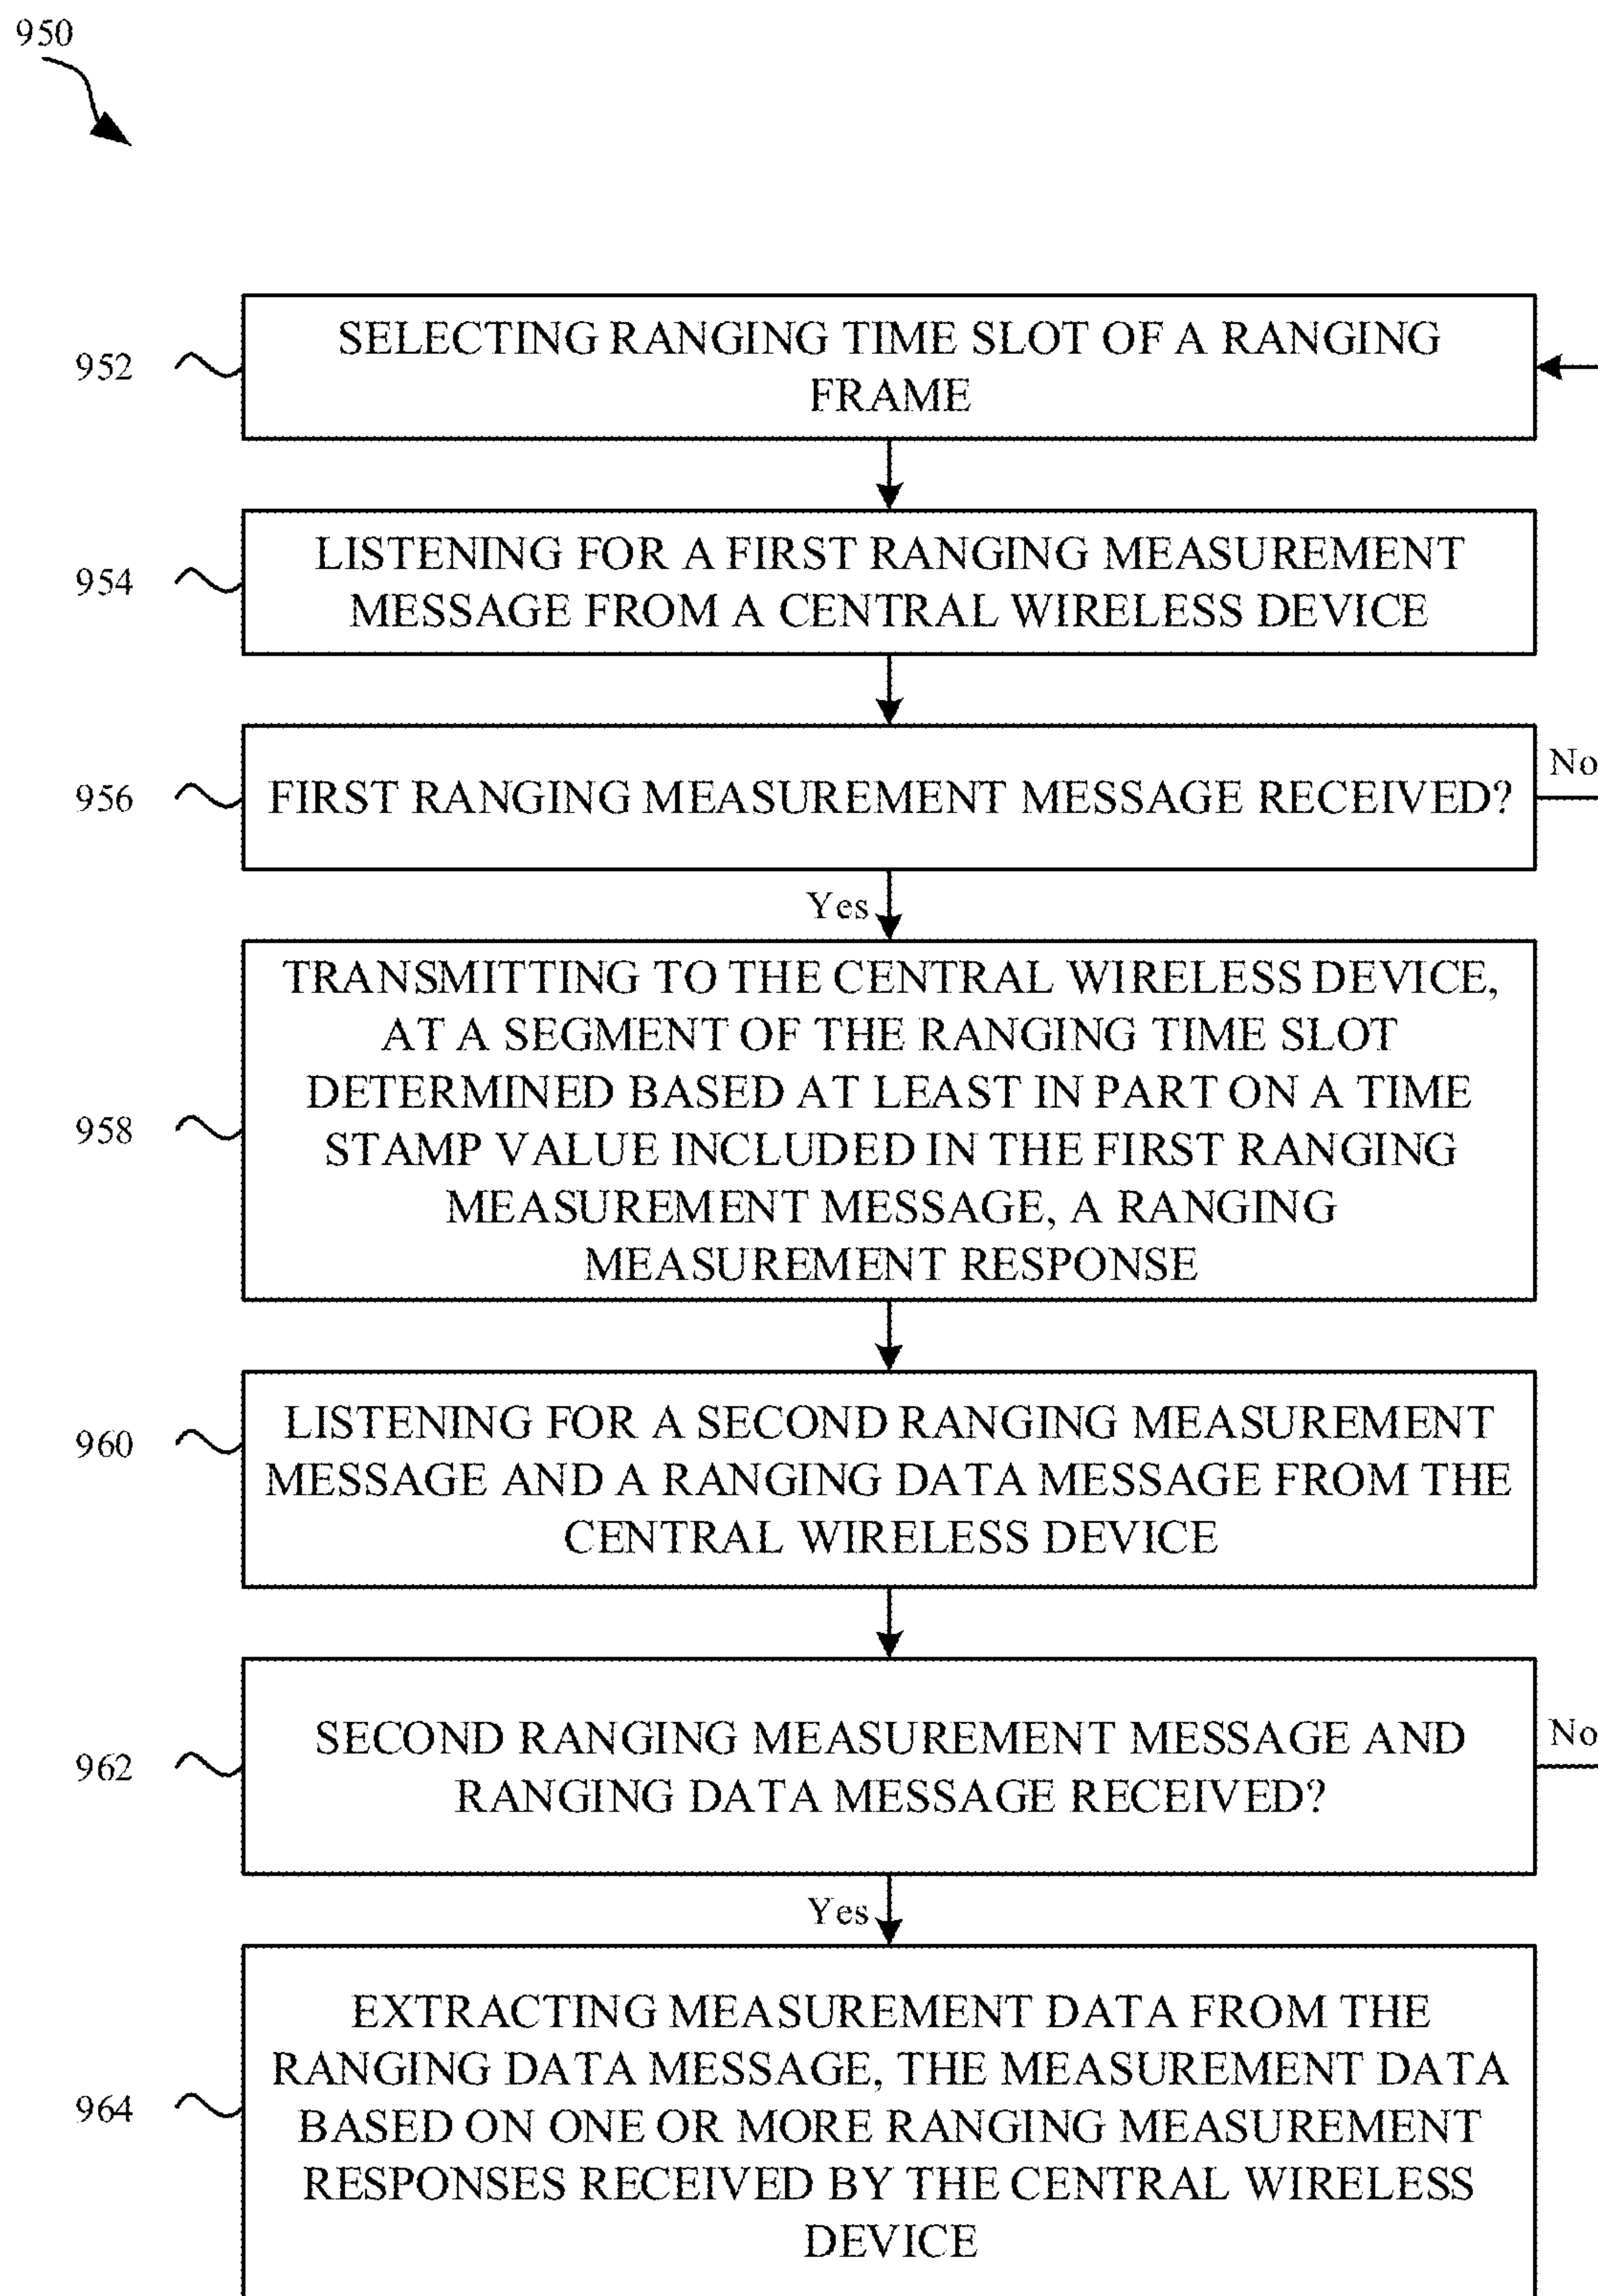 950
952
SELECTING RANGING TIME SLOT OF A RANGING
FRAME
954
LISTENING FOR A FIRST RANGING MEASUREMENT
MESSAGE FROM A CENTRAL WIRELESS DEVICE
956
FIRST RANGING MEASUREMENT MESSAGE RECEIVED?
No
Yes
958
TRANSMITTING TO THE CENTRAL WIRELESS DEVICE,
AT A SEGMENT OF THE RANGING TIME SLOT
DETERMINED BASED AT LEAST IN PART ON A TIME
STAMP VALUE INCLUDED IN THE FIRST RANGING
MEASUREMENT MESSAGE, A RANGING
MEASUREMENT RESPONSE
960
LISTENING FOR A SECOND RANGING MEASUREMENT
MESSAGE AND A RANGING DATA MESSAGE FROM THE
CENTRAL WIRELESS DEVICE
962
SECOND RANGING MEASUREMENT MESSAGE AND
RANGING DATA MESSAGE RECEIVED?
No
Yes
964
EXTRACTING MEASUREMENT DATA FROM THE
RANGING DATA MESSAGE, THE MEASUREMENT DATA
BASED ON ONE OR MORE RANGING MEASUREMENT
RESPONSES RECEIVED BY THE CENTRAL WIRELESS
DEVICE